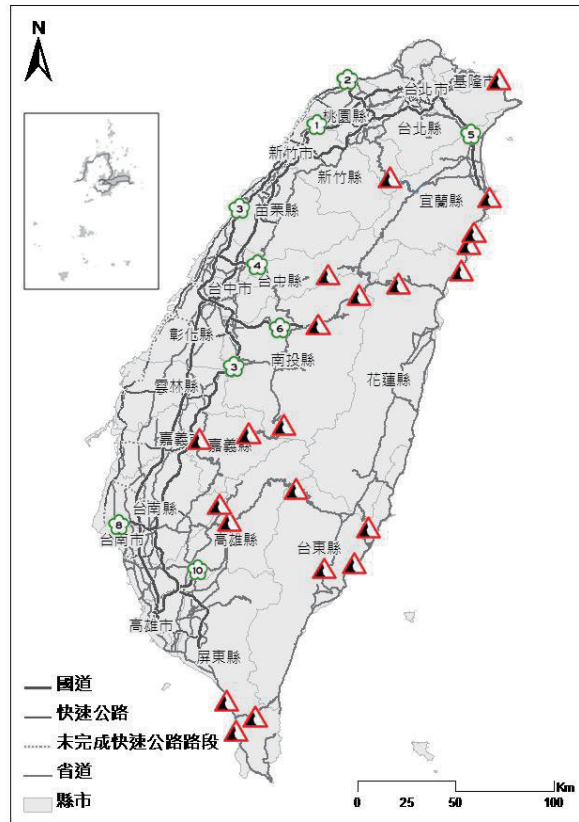 N
2
基隆市
台北市
桃園縣
1
台北縣
5
新竹市
新竹縣
宜蘭縣
3
苗栗縣
4
台中縣
台中市
6
彰化縣
南投縣
3
花蓮縣
雲林縣
嘉義市
嘉義縣
台南縣
8
台南市
高雄縣
台東縣
10
高雄市
屏東縣
國道
快速公路
未完成快速公路路段
省道
縣市
Km
0 25 50 100